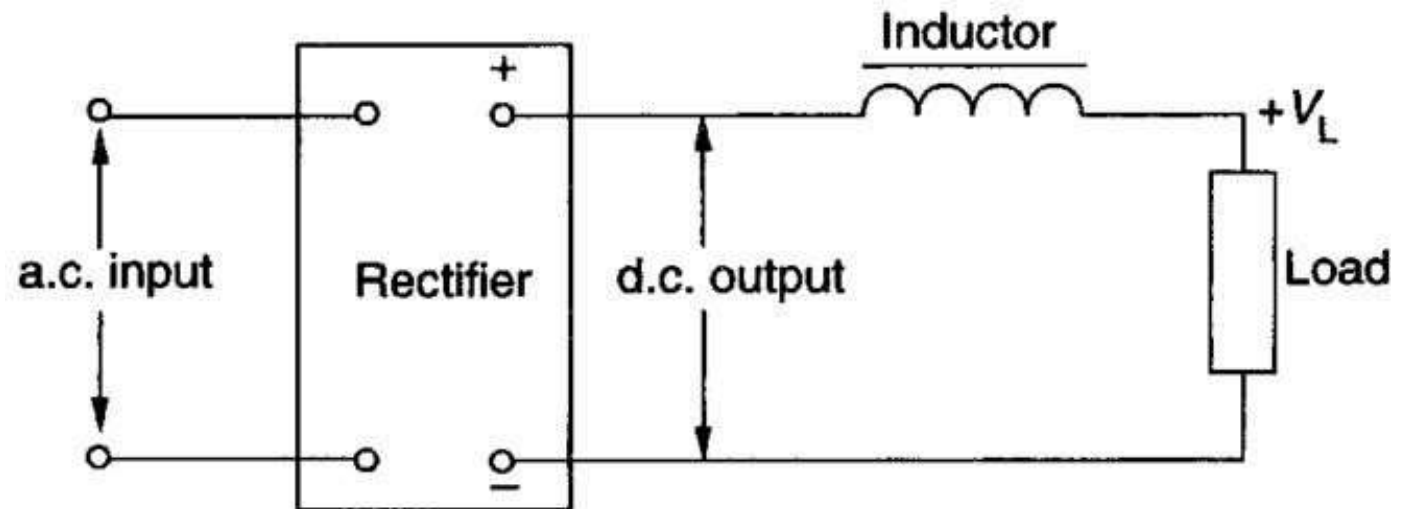 Inductor
+
+V_L
a.c. input
Rectifier
d.c. output
Load
−